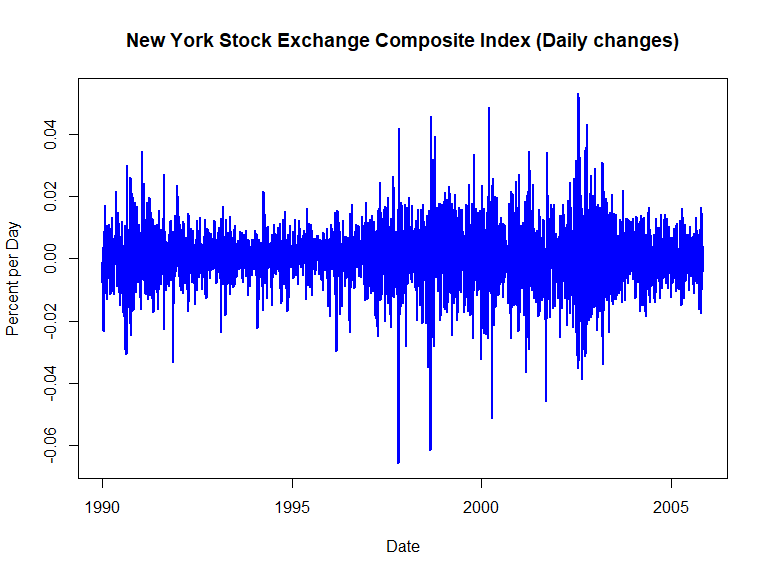 New York Stock Exchange Composite Index (Daily changes)
Percent per Day
0.04
0.02
0.00
-0.02
-0.04
-0.06
1990 1995 2000 2005
Date